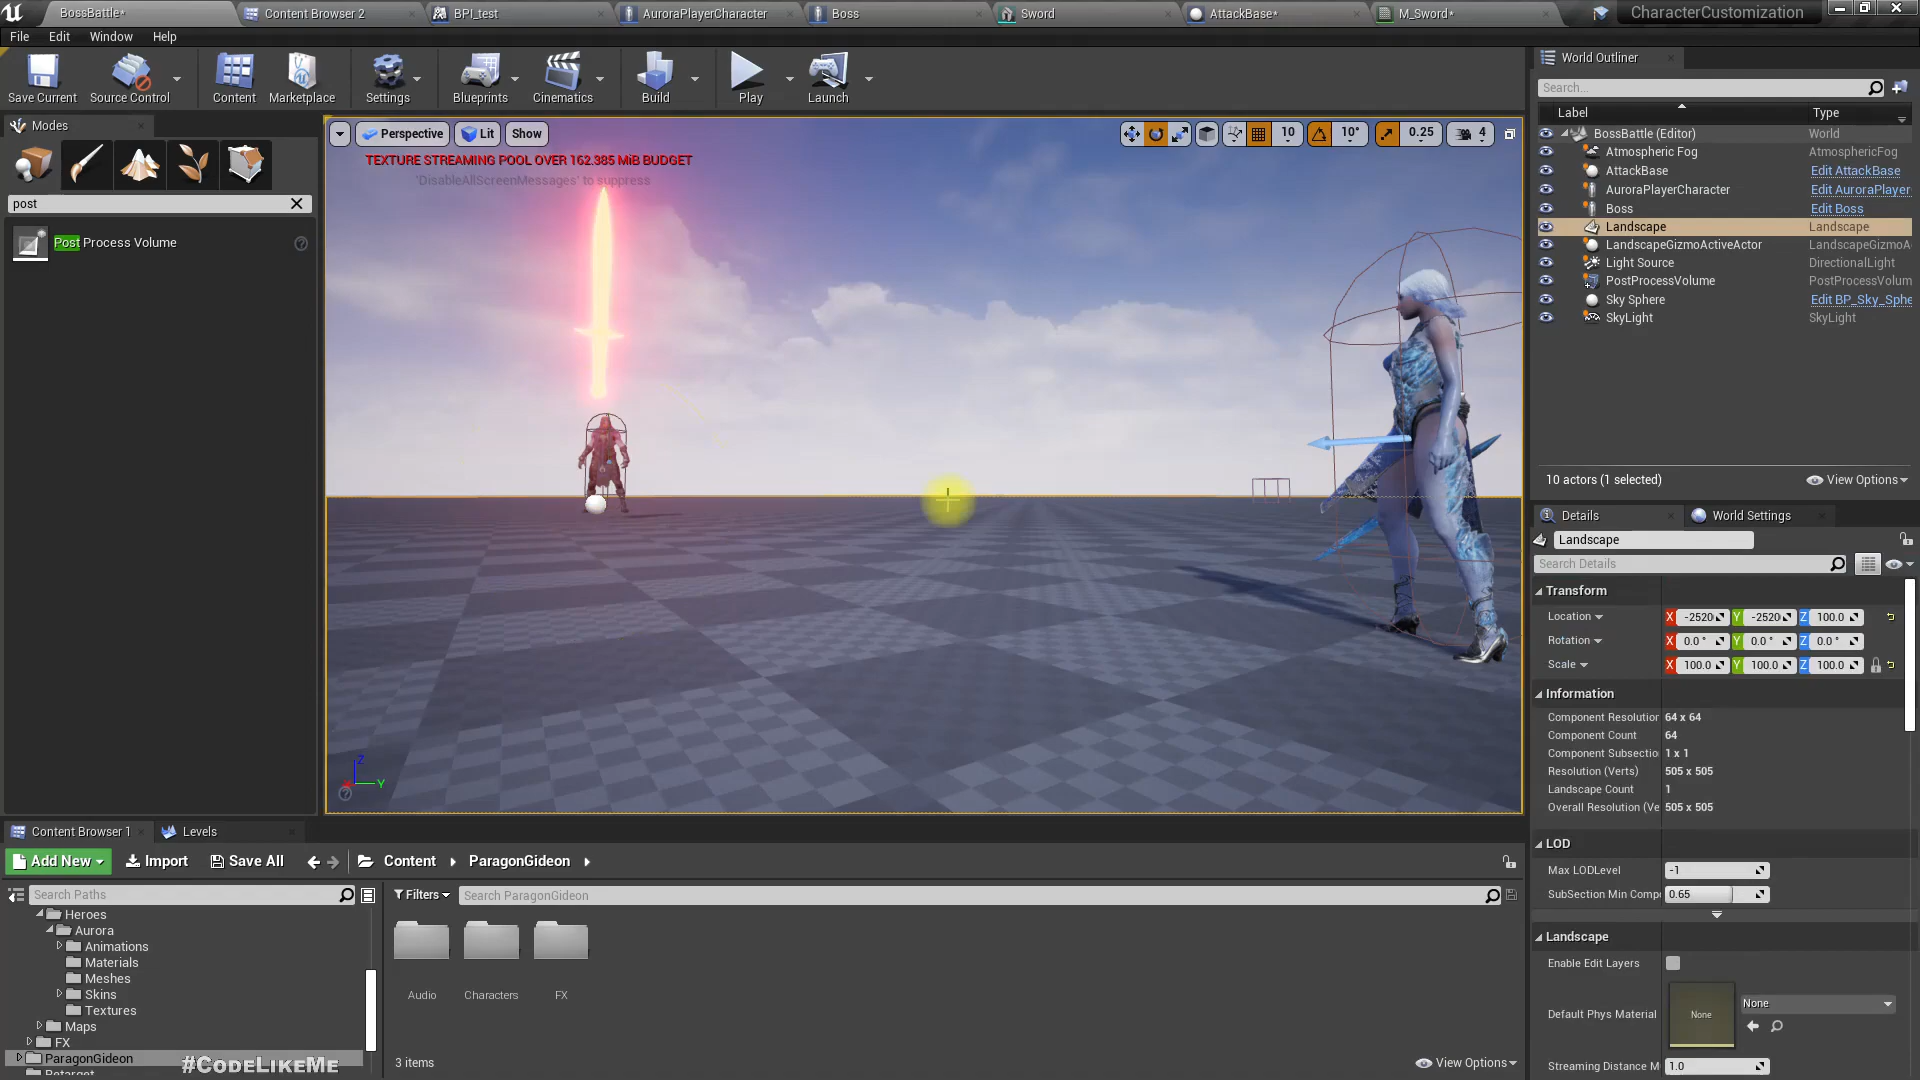 BossBattle*
Content Browser 2
BPI_test
AuroraPlayerCharacter
Boss
Sword
AttackBase*
M_Sword*
CharacterCustomization
File
Edit
Window
Help
Save Current
Source Control
Content
Marketplace
Settings
Blueprints
Cinematics
Build
Play
Launch
Modes
post
Post Process Volume
Perspective
Lit
Show
10
10°
0.25
4
TEXTURE STREAMING POOL OVER 162.385 MiB BUDGET
'DisableAllScreenMessages' to suppress
Z
Y
World Outliner
Search...
Label
Type
BossBattle (Editor)
World
Atmospheric Fog
AtmosphericFog
AttackBase
Edit AttackBase
AuroraPlayerCharacter
Edit AuroraPlayer
Boss
Edit Boss
Landscape
Landscape
LandscapeGizmoActiveActor
LandscapeGizmoA
Light Source
DirectionalLight
PostProcessVolume
PostProcessVolum
Sky Sphere
Edit BP_Sky_Sphe
SkyLight
SkyLight
10 actors (1 selected)
View Options
Details
World Settings
Landscape
Search Details
Transform
Location
X -2520 Y -2520 Z 100.0
Rotation
X 0.0 ° Y 0.0 ° Z 0.0 °
Scale
X 100.0 Y 100.0 Z 100.0
Information
Component Resolution
64 x 64
Component Count
64
Component Subsectio
1 x 1
Resolution (Verts)
505 x 505
Landscape Count
1
Overall Resolution (Ve
505 x 505
LOD
Max LODLevel
-1
SubSection Min Comp
0.65
Landscape
Enable Edit Layers
Default Phys Material
None
None
Streaming Distance M
1.0
Content Browser 1
Levels
Add New
Import
Save All
Content
ParagonGideon
Search Paths
Filters
Search ParagonGideon
Heroes
Aurora
Animations
Materials
Meshes
Skins
Textures
Maps
FX
ParagonGideon
Retarget
Audio
Characters
FX
3 items
View Options
#CodeLikeMe